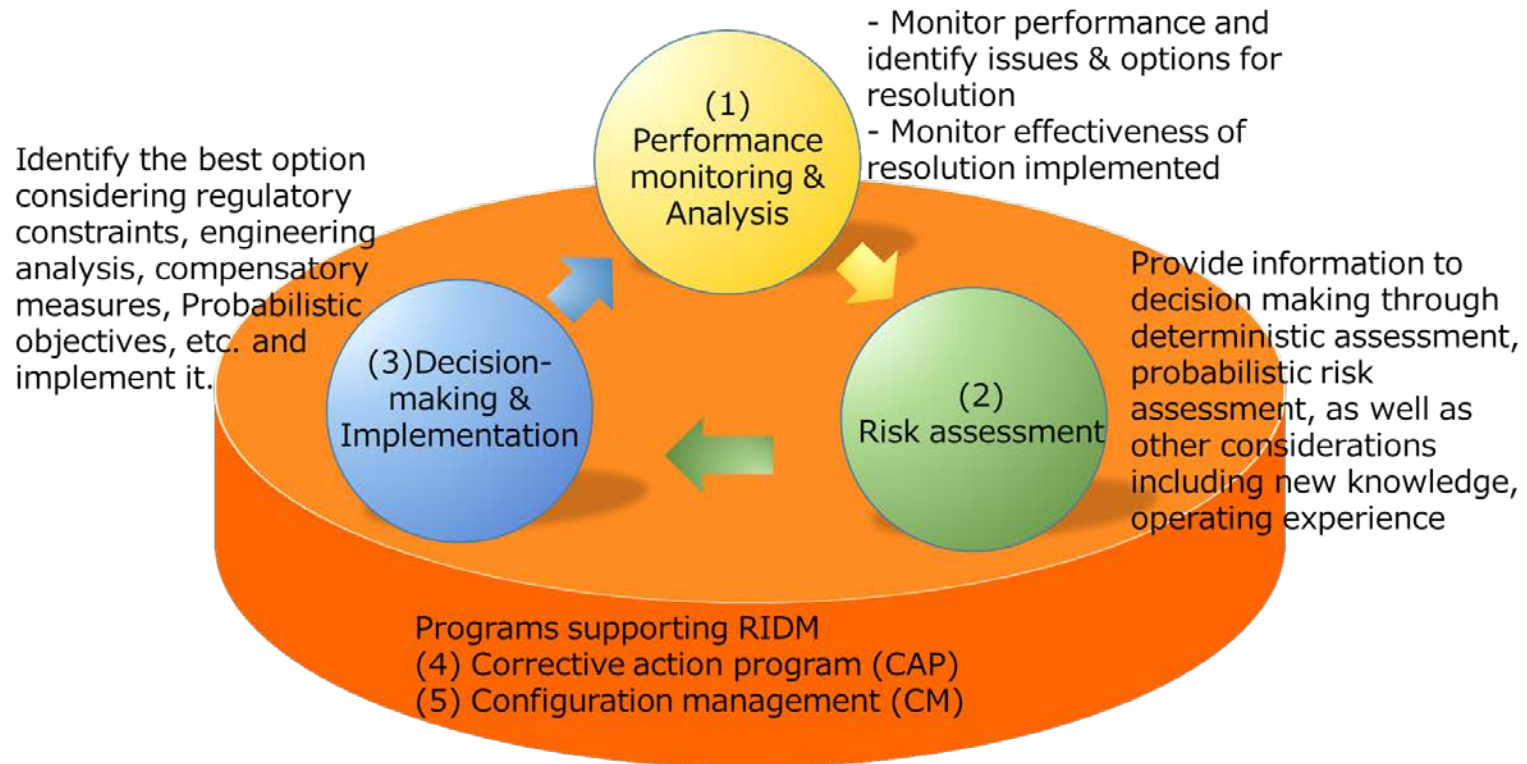 (1)
Performance
monitoring &
Analysis
- Monitor performance and
identify issues & options for
resolution
- Monitor effectiveness of
resolution implemented
(2)
Risk assessment
Provide information to
decision making through
deterministic assessment,
probabilistic risk
assessment, as well as
other considerations
including new knowledge,
operating experience
(3)Decision-
making &
Implementation
Identify the best option
considering regulatory
constraints, engineering
analysis, compensatory
measures, Probabilistic
objectives, etc. and
implement it.
Programs supporting RIDM
(4) Corrective action program (CAP)
(5) Configuration management (CM)